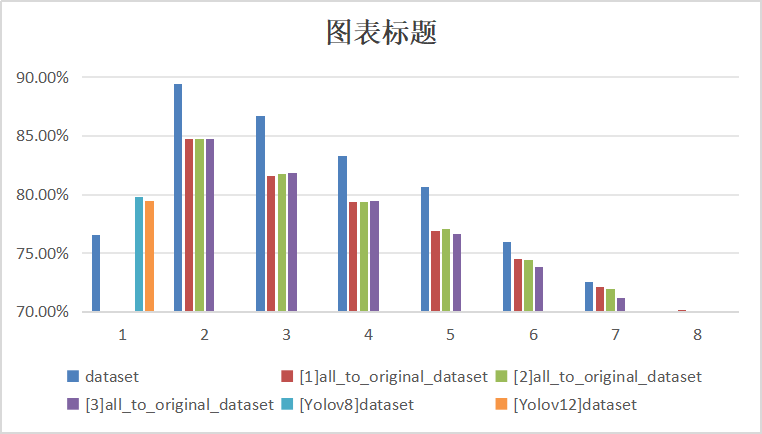 图表标题
90.00%
85.00%
80.00%
75.00%
70.00%
1 2 3 4 5 6 7 8
dataset [1]all_to_original_dataset [2]all_to_original_dataset
[3]all_to_original_dataset [Yolov8]dataset [Yolov12]dataset